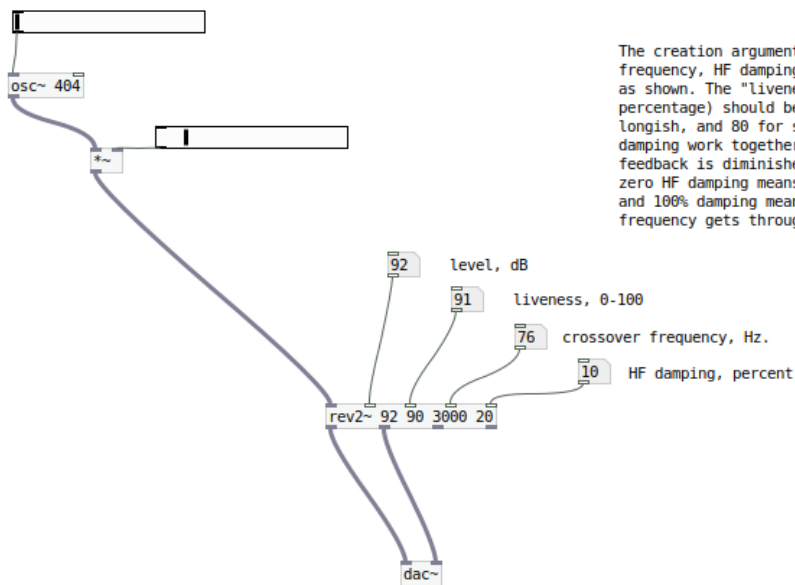 The creation argument
frequency, HF damping
as shown. The "livene
percentage) should be
longish, and 80 for s
damping work together
feedback is diminishe
zero HF damping means
and 100% damping mean
frequency gets throug
osc~ 404
*~
92 level, dB
91 liveness, 0-100
76 crossover frequency, Hz.
10 HF damping, percent
rev2~ 92 90 3000 20
dac~